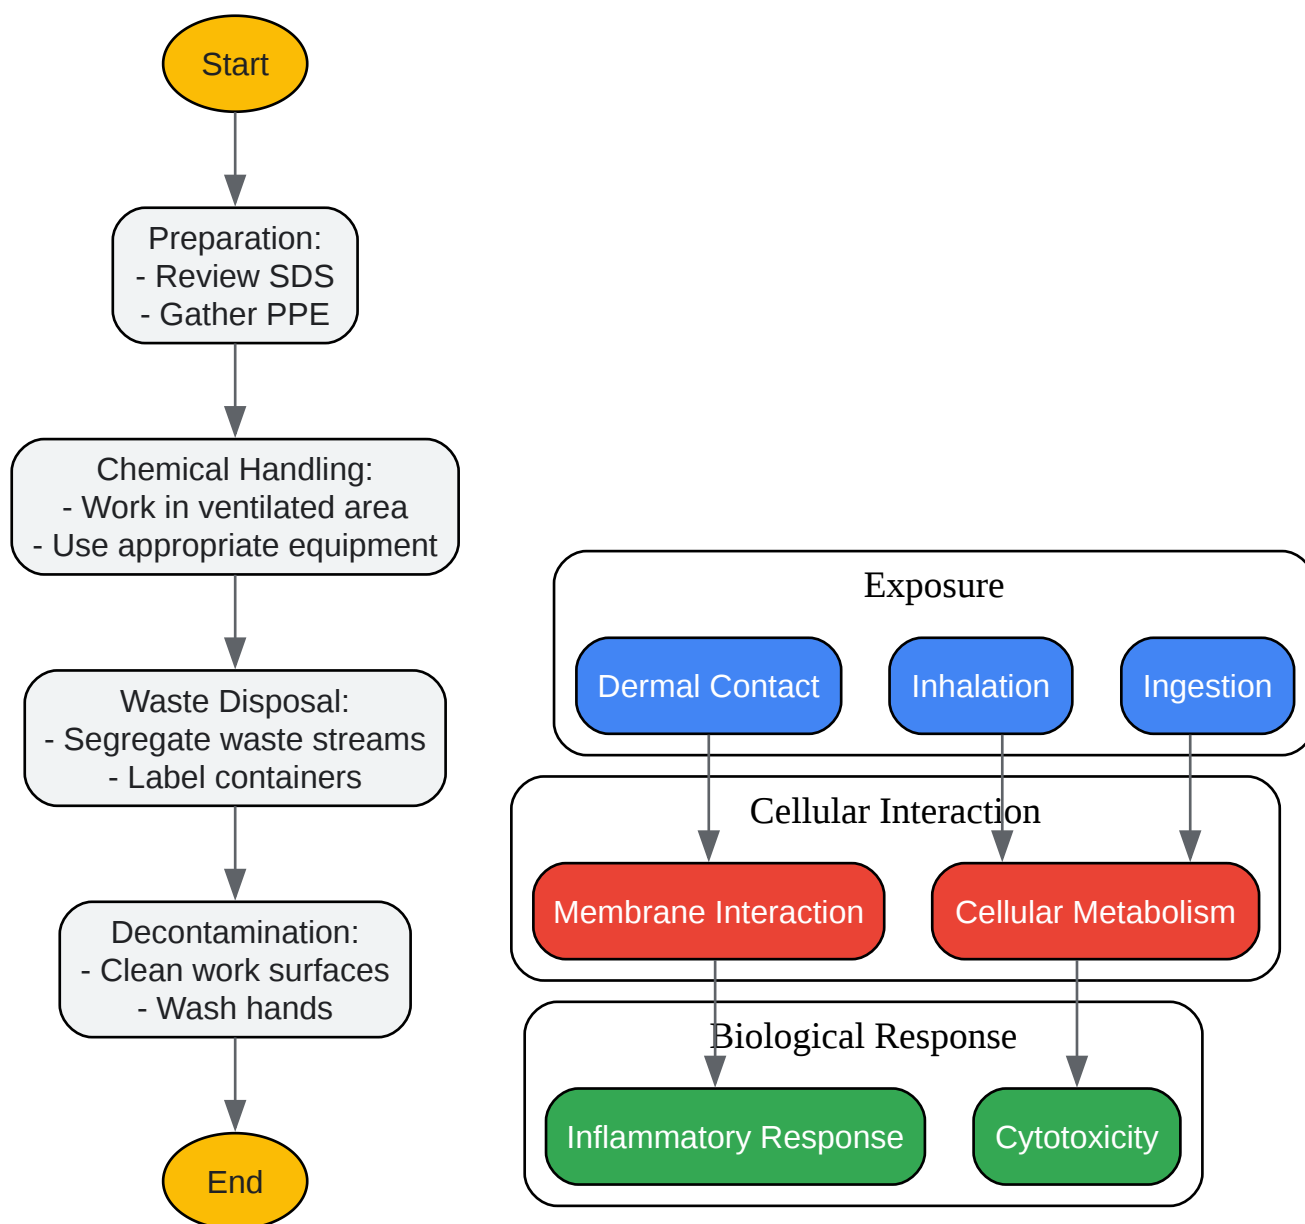 Start
Preparation:
- Review SDS
- Gather PPE
Chemical Handling:
- Work in ventilated area
- Use appropriate equipment
Waste Disposal:
- Segregate waste streams
- Label containers
Decontamination:
- Clean work surfaces
- Wash hands
End
Exposure
Dermal Contact
Inhalation
Ingestion
Cellular Interaction
Membrane Interaction
Cellular Metabolism
Biological Response
Inflammatory Response
Cytotoxicity